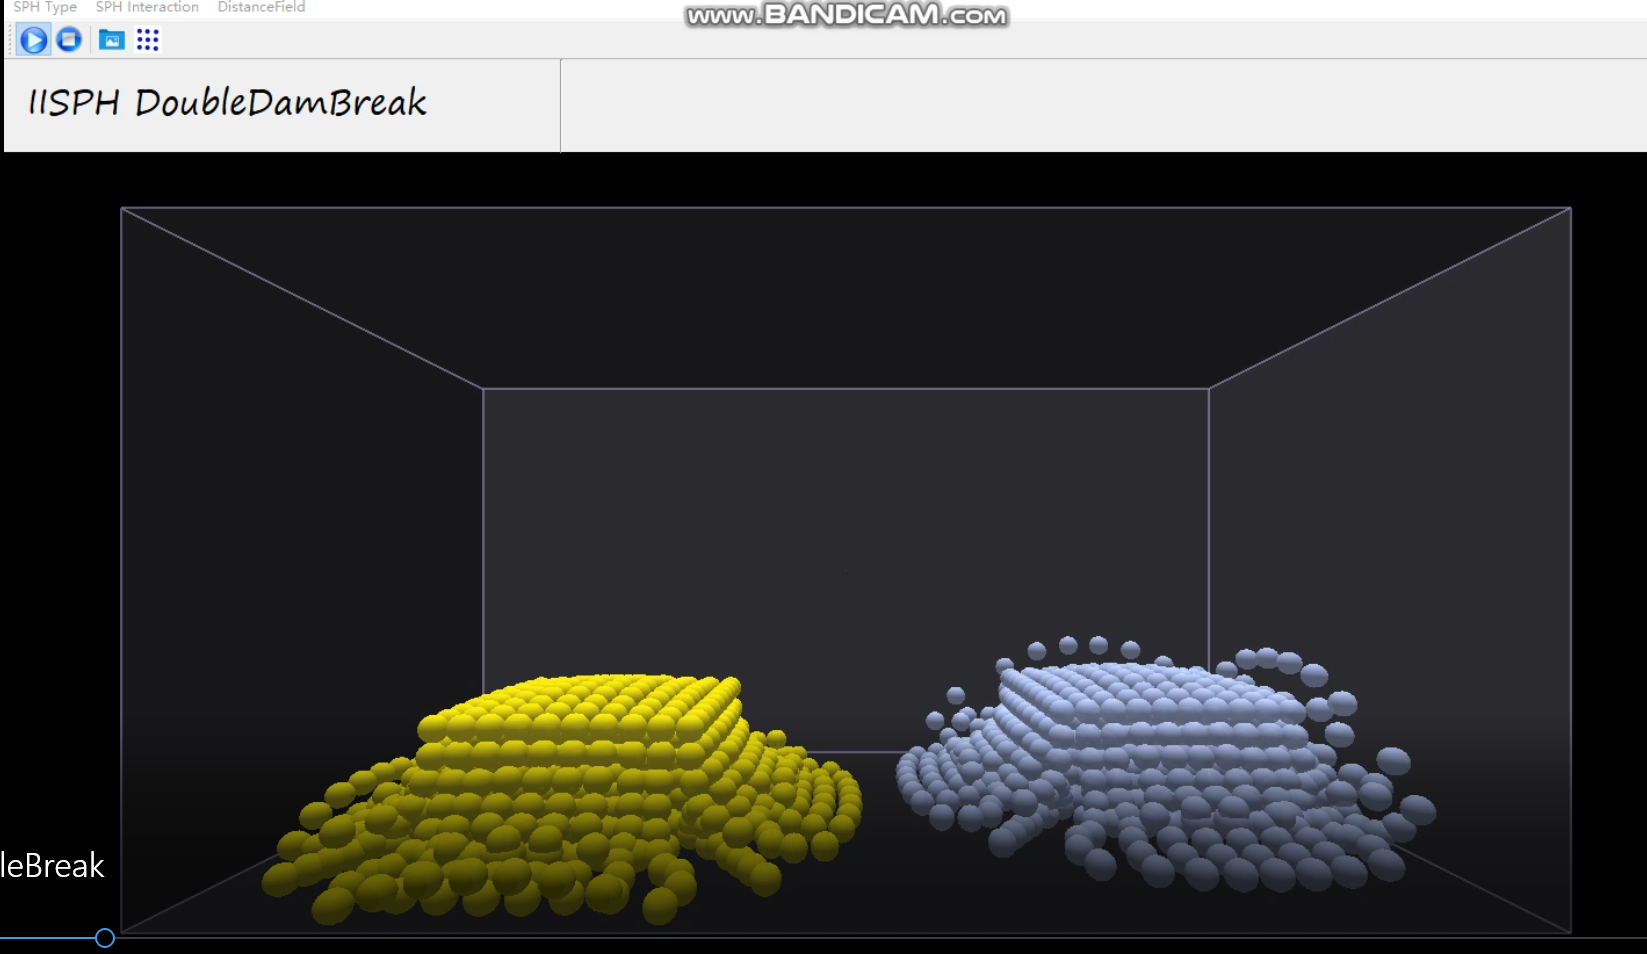 SPH Type SPH Interaction DistanceField
www.BANDICAM.com
IISPH DoubleDamBreak
leBreak